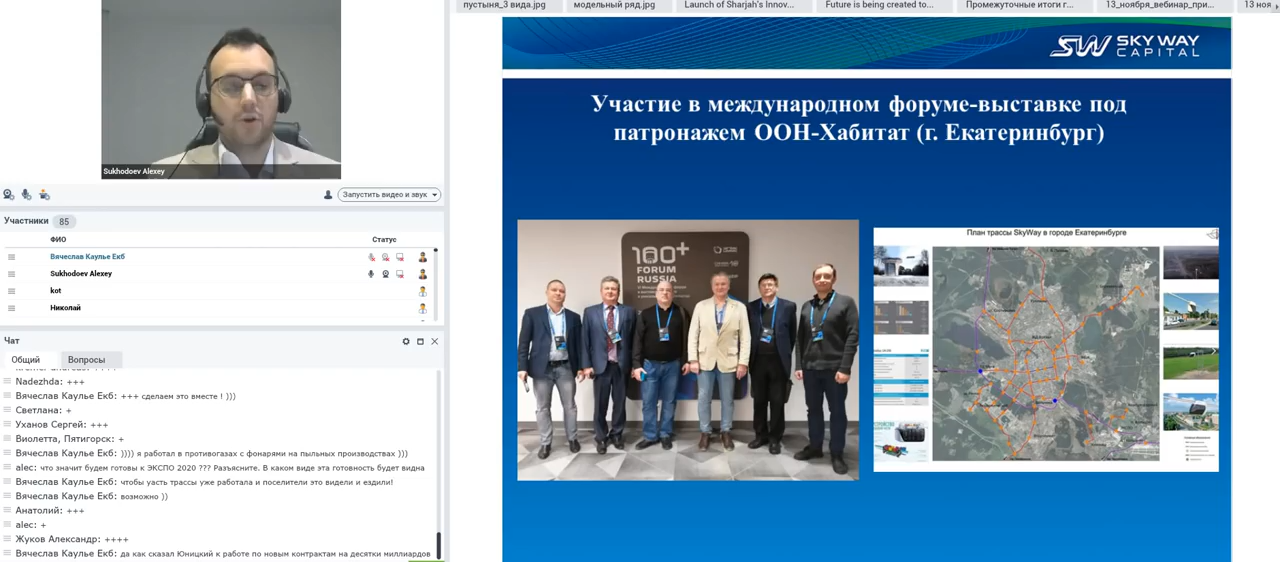 Sukhodoev Alexey
Запустить видео и звук
Участники 85
ФИО Статус
Вячеслав Каулье Екб
Sukhodoev Alexey
kot
Николай
Чат
Общий Вопросы
Nadezhda: +++
Вячеслав Каулье Екб: +++ сделаем это вместе ! )))
Светлана: +
Уханов Сергей: +++
Виолетта, Пятигорск: +
Вячеслав Каулье Екб: )))) я работал в противогазах с фонарями на пыльных производствах )))
alec: что значит будем готовы к ЭКСПО 2020 ??? Разъясните. В каком виде эта готовность будет видна
Вячеслав Каулье Екб: чтобы уасть трассы уже работала и поселители это видели и ездили!
Вячеслав Каулье Екб: возможно ))
Анатолий: +++
alec: +
Жуков Александр: ++++
Вячеслав Каулье Екб: да как сказал Юницкий к работе по новым контрактам на десятки миллиардов
пустыня_3 вида.jpg
модельный ряд.jpg
Launch of Sharjah's Innov...
Future is being created to...
Промежуточные итоги г...
13_ноября_вебинар_при...
13 ноя
SW SKY WAY
CAPITAL
Участие в международном форуме-выставке под
патронажем ООН-Хабитат (г. Екатеринбург)
100+
FORUM
RUSSIA
План трассы SkyWay в городе Екатеринбурге